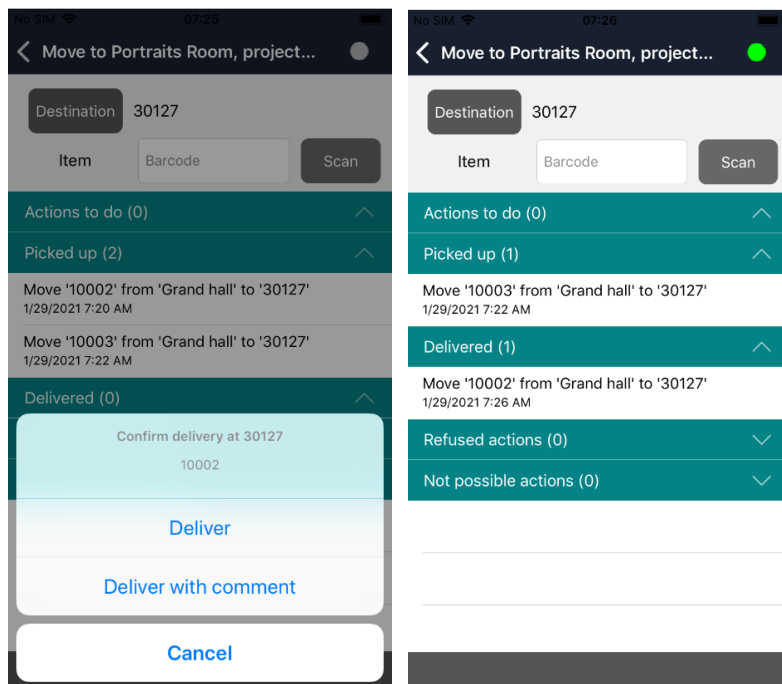 No SIM 07:25
Move to Portraits Room, project...
Destination 30127
Item Barcode Scan
Actions to do (0)
Picked up (2)
Move '10002' from 'Grand hall' to '30127'
1/29/2021 7:20 AM
Move '10003' from 'Grand hall' to '30127'
1/29/2021 7:22 AM
Delivered (0)
Confirm delivery at 30127
10002
Deliver
Deliver with comment
Cancel
No SIM 07:26
Move to Portraits Room, project...
Destination 30127
Item Barcode Scan
Actions to do (0)
Picked up (1)
Move '10003' from 'Grand hall' to '30127'
1/29/2021 7:22 AM
Delivered (1)
Move '10002' from 'Grand hall' to '30127'
1/29/2021 7:26 AM
Refused actions (0)
Not possible actions (0)